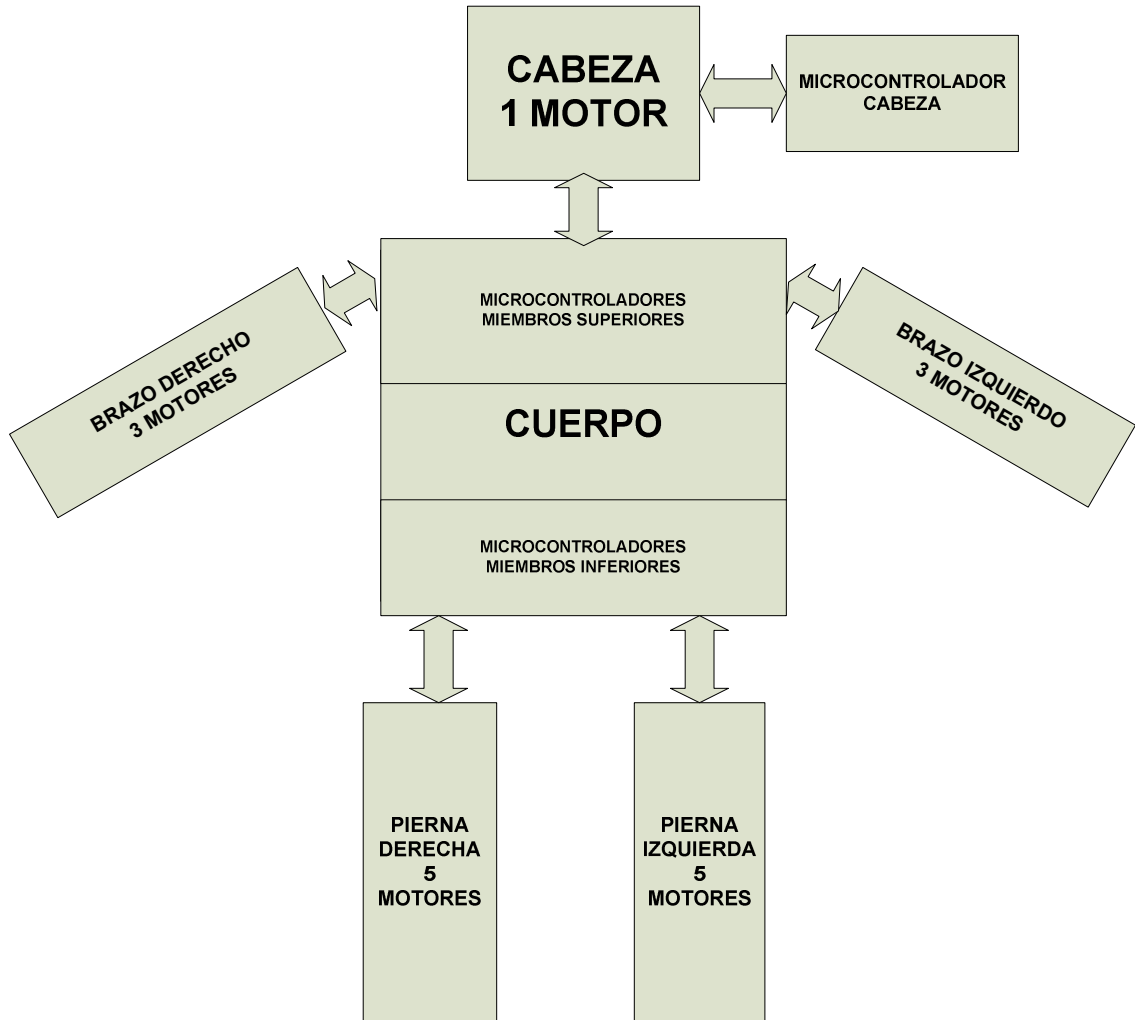 CABEZA
1 MOTOR
MICROCONTROLADOR
CABEZA
MICROCONTROLADORES
MIEMBROS SUPERIORES
BRAZO DERECHO
3 MOTORES
BRAZO IZQUIERDO
3 MOTORES
CUERPO
MICROCONTROLADORES
MIEMBROS INFERIORES
PIERNA
DERECHA
5
MOTORES
PIERNA
IZQUIERDA
5
MOTORES